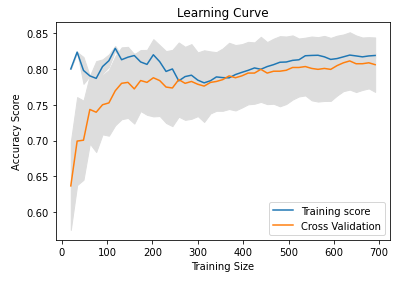 Learning Curve
Accuracy Score
0.85
0.80
0.75
0.70
0.65
0.60
0 100 200 300 400 500 600 700
Training Size
Training score
Cross Validation